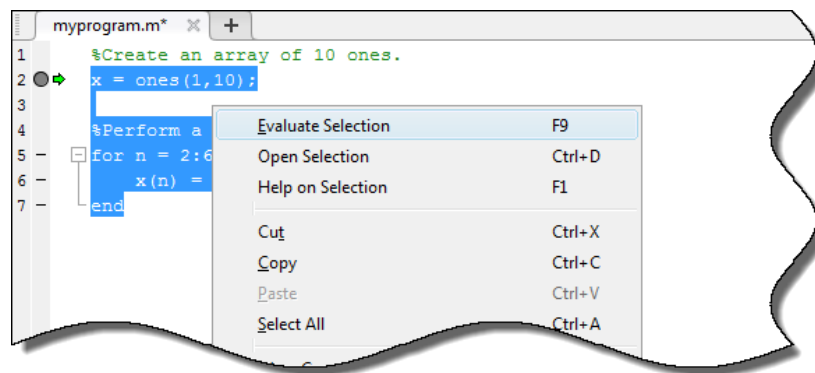 myprogram.m* × +
1 %Create an array of 10 ones.
2 x = ones(1,10);
3
4 %Perform a
5 – for n = 2:6
6 – x(n) =
7 – end
Evaluate Selection F9
Open Selection Ctrl+D
Help on Selection F1
Cut Ctrl+X
Copy Ctrl+C
Paste Ctrl+V
Select All Ctrl+A